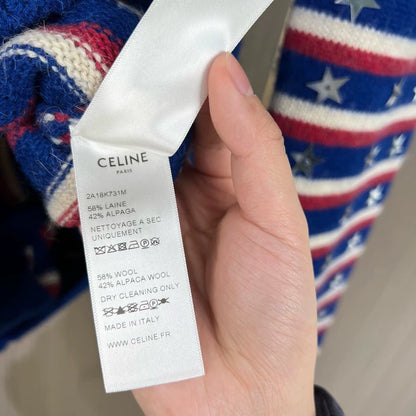 CELINE
PARIS
2A18K731M
58% LAINE
42% ALPAGA
NETTOYAGE A SEC
UNIQUEMENT
58% WOOL
42% ALPACA WOOL
DRY CLEANING ONLY
MADE IN ITALY
WWW.CELINE.FR